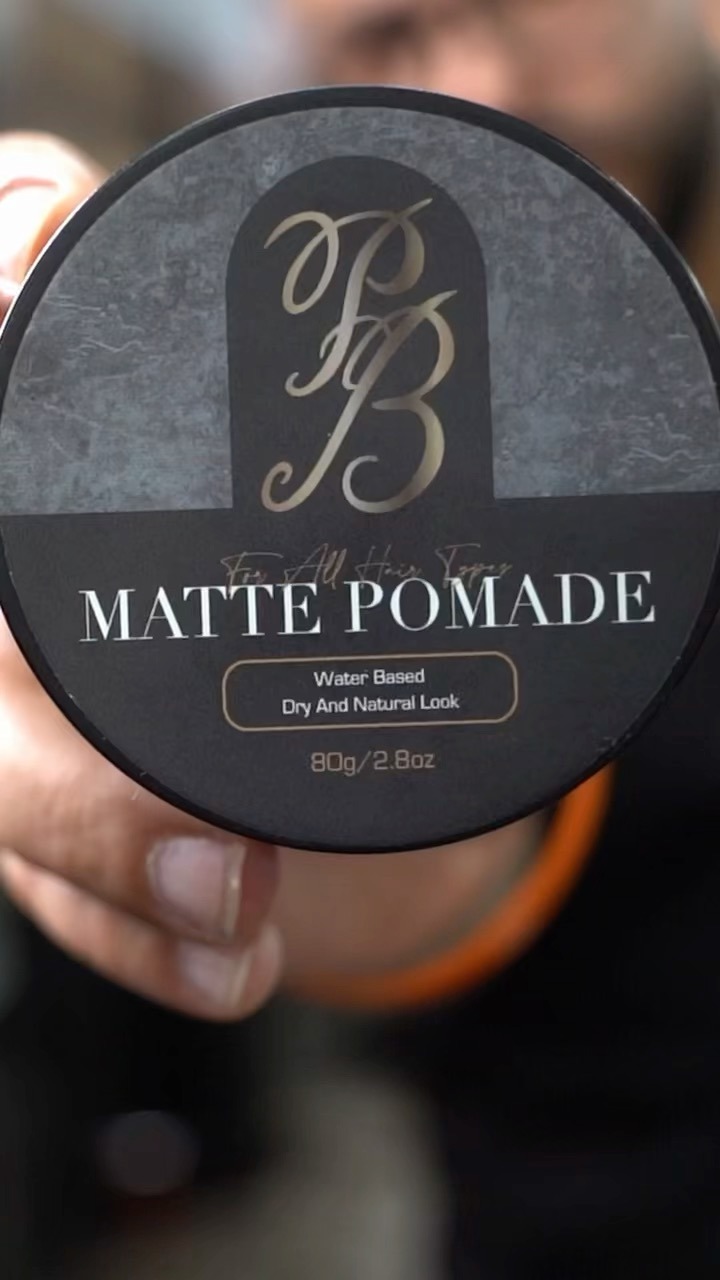 PB
For All Hair Types
MATTE POMADE
Water Based
Dry And Natural Look
80g/2.8oz